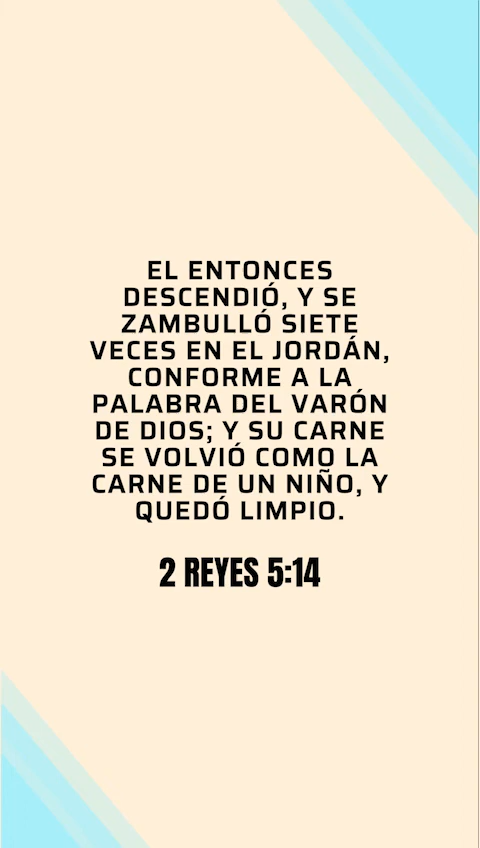 EL ENTONCES
DESCENDIÓ, Y SE
ZAMBULLÓ SIETE
VECES EN EL JORDÁN,
CONFORME A LA
PALABRA DEL VARÓN
DE DIOS; Y SU CARNE
SE VOLVIÓ COMO LA
CARNE DE UN NIÑO, Y
QUEDÓ LIMPIO.
2 REYES 5:14